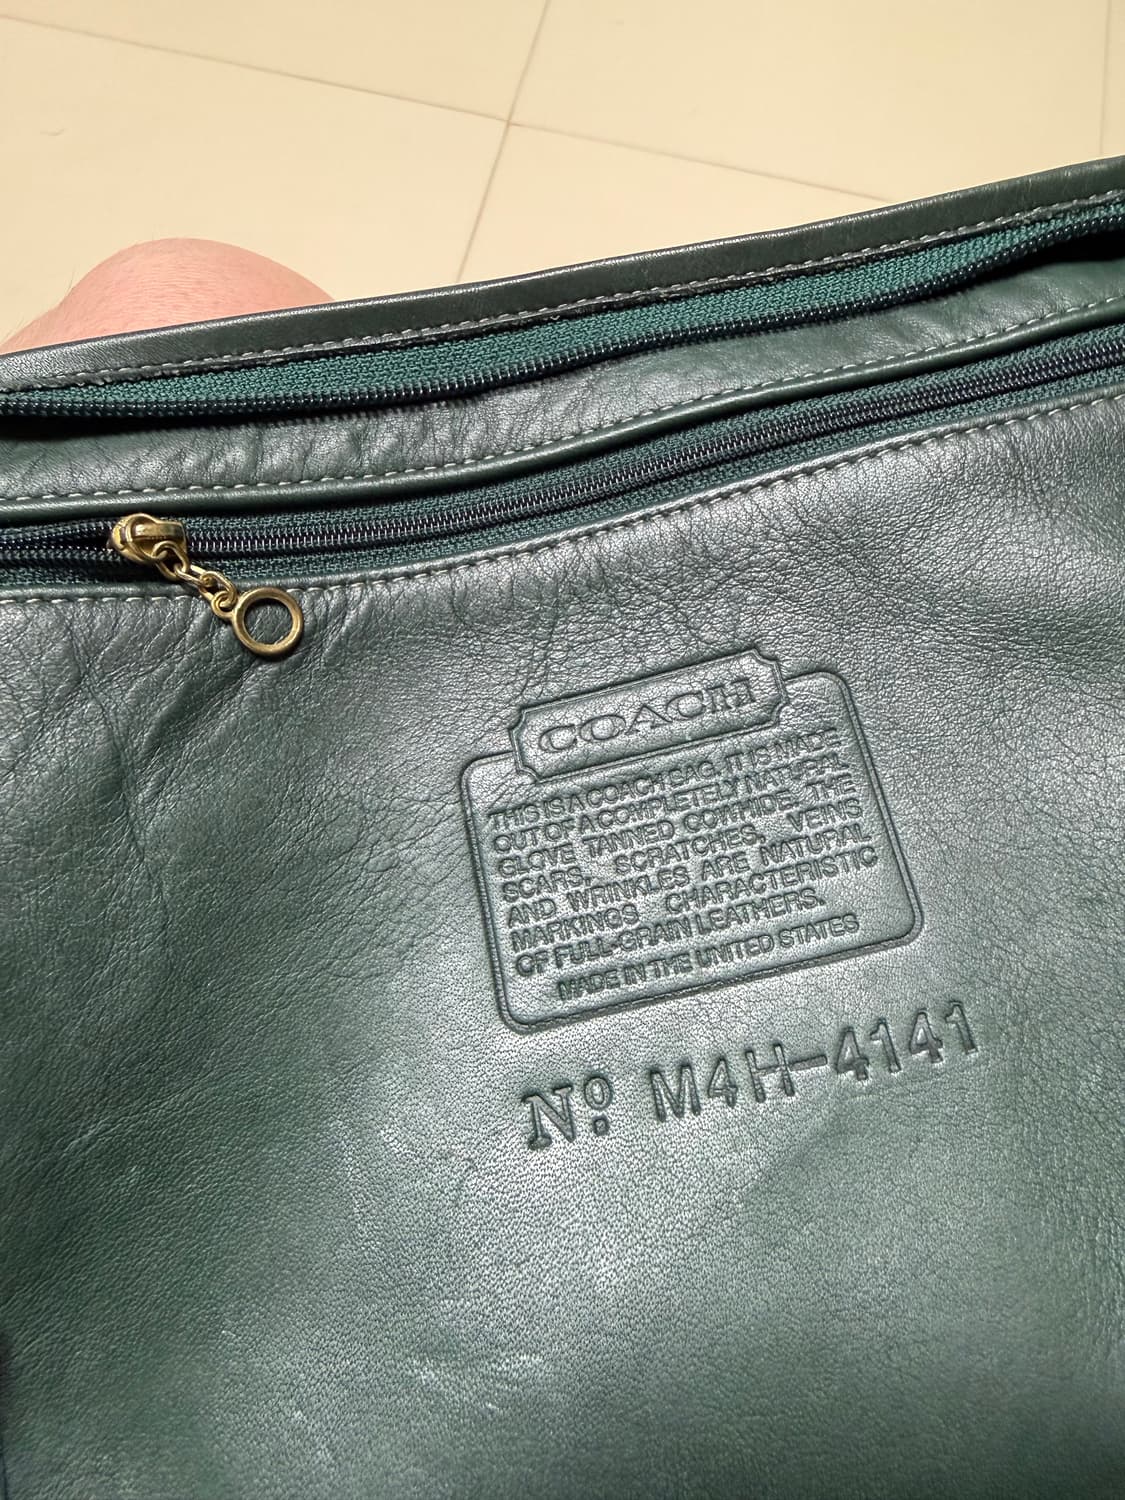 COACH
THIS IS A COACH BAG. IT IS MADE
OUT OF A COMPLETELY NATURAL
GLOVE TANNED COWHIDE. THE
SCARS. SCRATCHES. VEINS
AND WRINKLES ARE NATURAL
MARKINGS CHARACTERISTIC
OF FULL-GRAIN LEATHERS.
MADE IN THE UNITED STATES
Nº M4H-4141